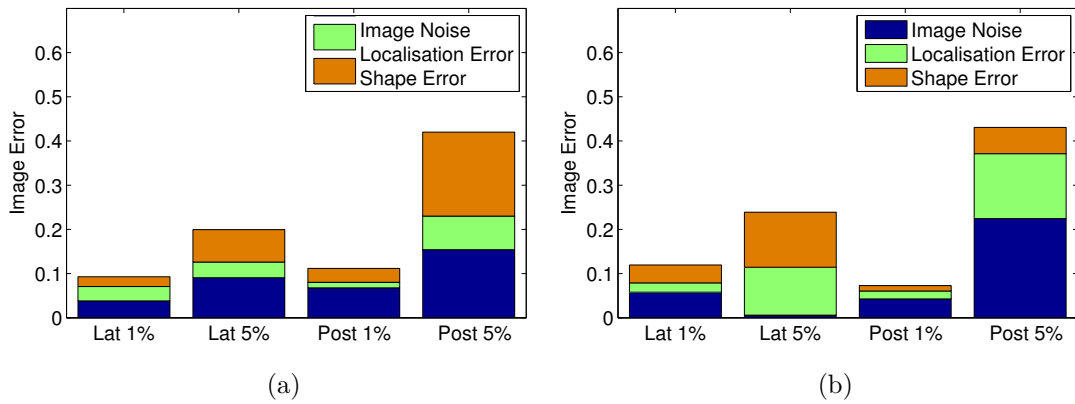 Image Noise
Localisation Error
Shape Error
Image Error
0.6
0.5
0.4
0.3
0.2
0.1
0
Lat 1% Lat 5% Post 1% Post 5%
(a)
Image Noise
Localisation Error
Shape Error
Image Error
0.6
0.5
0.4
0.3
0.2
0.1
0
Lat 1% Lat 5% Post 1% Post 5%
(b)